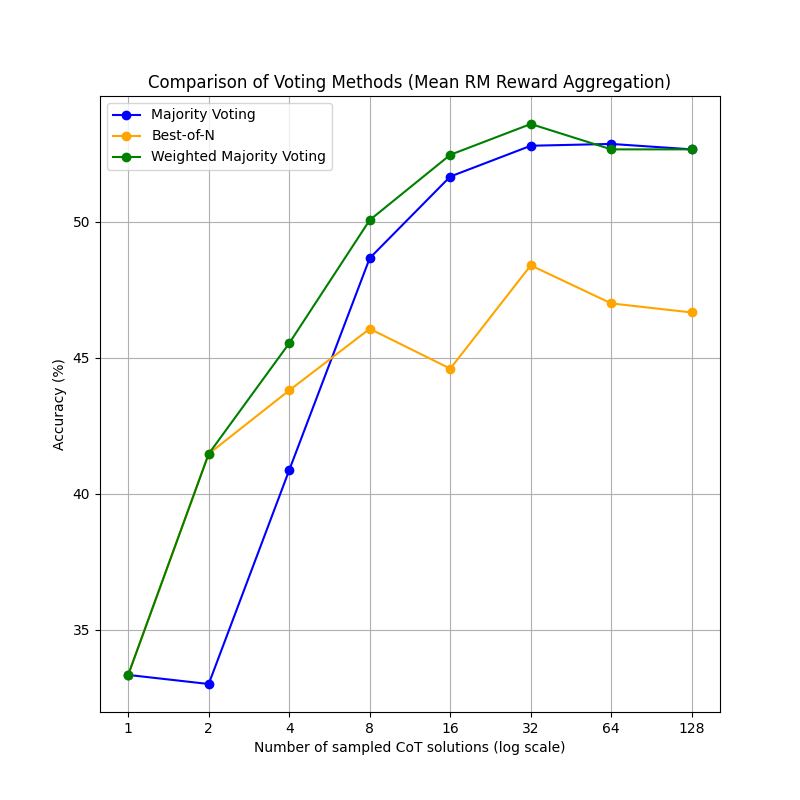 Comparison of Voting Methods (Mean RM Reward Aggregation)
Majority Voting
Best-of-N
Weighted Majority Voting
Accuracy (%)
50
45
40
35
1 2 4 8 16 32 64 128
Number of sampled CoT solutions (log scale)